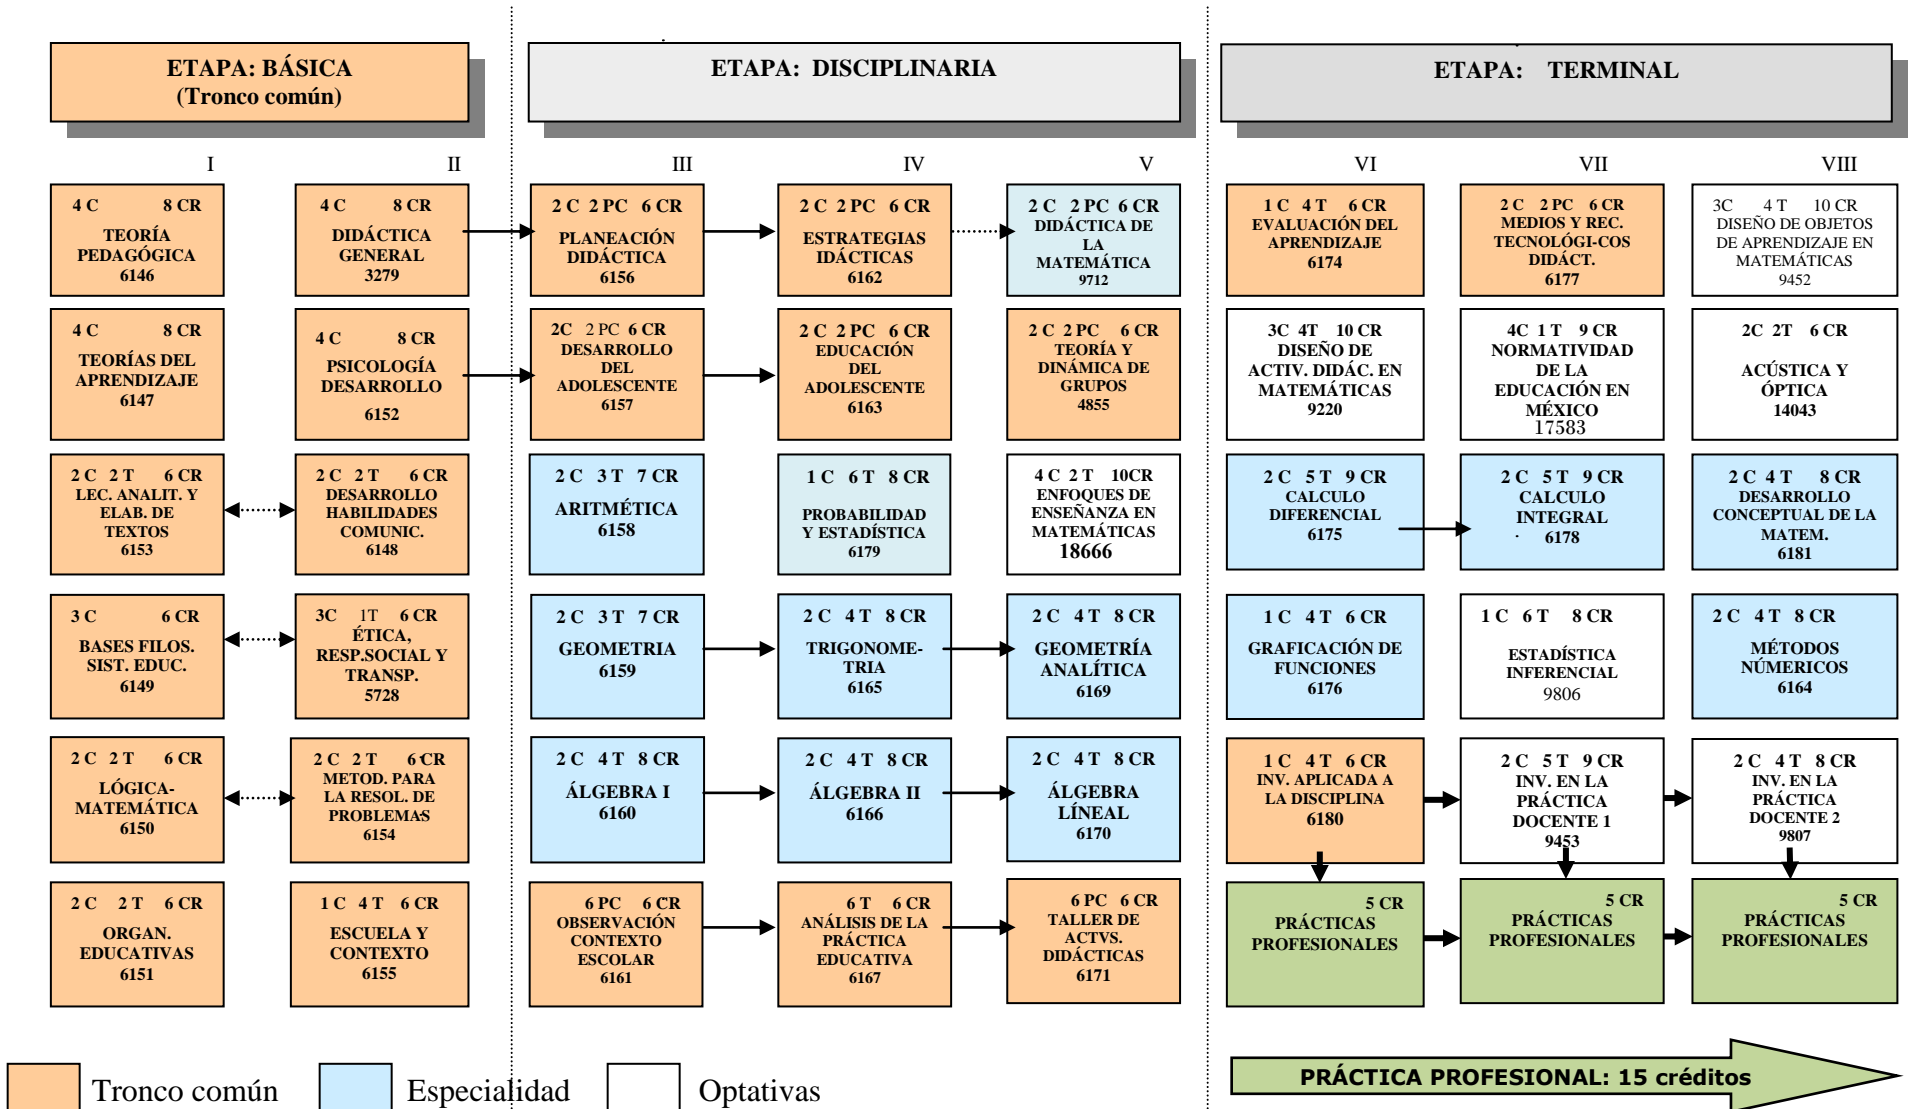 ETAPA: BÁSICA
(Tronco común)
ETAPA: DISCIPLINARIA
ETAPA: TERMINAL
I
II
III
IV
V
VI
VII
VIII
4 C 8 CR
TEORÍA
PEDAGÓGICA
6146
4 C 8 CR
DIDÁCTICA
GENERAL
3279
2 C 2 PC 6 CR
PLANEACIÓN
DIDÁCTICA
6156
2 C 2 PC 6 CR
ESTRATEGIAS
IDÁCTICAS
6162
2 C 2 PC 6 CR
DIDÁCTICA DE
LA
MATEMÁTICA
9712
1 C 4 T 6 CR
EVALUACIÓN DEL
APRENDIZAJE
6174
2 C 2 PC 6 CR
MEDIOS Y REC.
TECNOLÓGI-COS
DIDÁCT.
6177
3C 4 T 10 CR
DISEÑO DE OBJETOS
DE APRENDIZAJE EN
MATEMÁTICAS
9452
4 C 8 CR
TEORÍAS DEL
APRENDIZAJE
6147
4 C 8 CR
PSICOLOGÍA
DESARROLLO
6152
2C 2 PC 6 CR
DESARROLLO
DEL
ADOLESCENTE
6157
2 C 2 PC 6 CR
EDUCACIÓN
DEL
ADOLESCENTE
6163
2 C 2 PC 6 CR
TEORÍA Y
DINÁMICA DE
GRUPOS
4855
3C 4T 10 CR
DISEÑO DE
ACTIV. DIDÁC. EN
MATEMÁTICAS
9220
4C 1 T 9 CR
NORMATIVIDAD
DE LA
EDUCACIÓN EN
MÉXICO
17583
2C 2T 6 CR
ACÚSTICA Y
ÓPTICA
14043
2 C 2 T 6 CR
LEC. ANALIT. Y
ELAB. DE
TEXTOS
6153
2 C 2 T 6 CR
DESARROLLO
HABILIDADES
COMUNIC.
6148
2 C 3 T 7 CR
ARITMÉTICA
6158
1 C 6 T 8 CR
PROBABILIDAD
Y ESTADÍSTICA
6179
4 C 2 T 10CR
ENFOQUES DE
ENSEÑANZA EN
MATEMÁTICAS
18666
2 C 5 T 9 CR
CALCULO
DIFERENCIAL
6175
2 C 5 T 9 CR
CALCULO
INTEGRAL
6178
2 C 4 T 8 CR
DESARROLLO
CONCEPTUAL DE LA
MATEM.
6181
3 C 6 CR
BASES FILOS.
SIST. EDUC.
6149
3C 1T 6 CR
ÉTICA,
RESP.SOCIAL Y
TRANSP.
5728
2 C 3 T 7 CR
GEOMETRIA
6159
2 C 4 T 8 CR
TRIGONOME-
TRIA
6165
2 C 4 T 8 CR
GEOMETRÍA
ANALÍTICA
6169
1 C 4 T 6 CR
GRAFICACIÓN DE
FUNCIONES
6176
1 C 6 T 8 CR
ESTADÍSTICA
INFERENCIAL
9806
2 C 4 T 8 CR
MÉTODOS
NÚMERICOS
6164
2 C 2 T 6 CR
LÓGICA-
MATEMÁTICA
6150
2 C 2 T 6 CR
METOD. PARA
LA RESOL. DE
PROBLEMAS
6154
2 C 4 T 8 CR
ÁLGEBRA I
6160
2 C 4 T 8 CR
ÁLGEBRA II
6166
2 C 4 T 8 CR
ÁLGEBRA
LÍNEAL
6170
1 C 4 T 6 CR
INV. APLICADA A
LA DISCIPLINA
6180
2 C 5 T 9 CR
INV. EN LA
PRÁCTICA
DOCENTE 1
9453
2 C 4 T 8 CR
INV. EN LA
PRÁCTICA
DOCENTE 2
9807
2 C 2 T 6 CR
ORGAN.
EDUCATIVAS
6151
1 C 4 T 6 CR
ESCUELA Y
CONTEXTO
6155
6 PC 6 CR
OBSERVACIÓN
CONTEXTO
ESCOLAR
6161
6 T 6 CR
ANÁLISIS DE LA
PRÁCTICA
EDUCATIVA
6167
6 PC 6 CR
TALLER DE
ACTVS.
DIDÁCTICAS
6171
5 CR
PRÁCTICAS
PROFESIONALES
5 CR
PRÁCTICAS
PROFESIONALES
5 CR
PRÁCTICAS
PROFESIONALES
Tronco común
Especialidad
Optativas
PRÁCTICA PROFESIONAL: 15 créditos